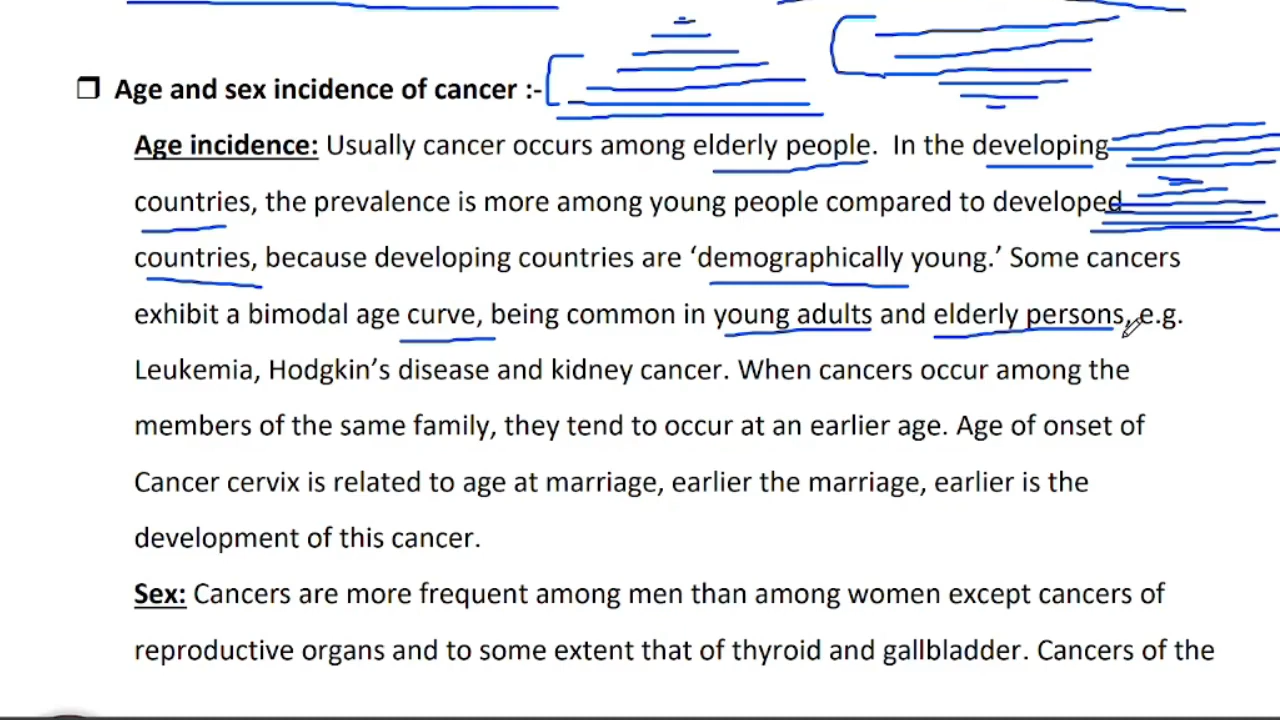 ❒ Age and sex incidence of cancer :-
Age incidence: Usually cancer occurs among elderly people. In the developing
countries, the prevalence is more among young people compared to developed
countries, because developing countries are ‘demographically young.’ Some cancers
exhibit a bimodal age curve, being common in young adults and elderly persons, e.g.
Leukemia, Hodgkin’s disease and kidney cancer. When cancers occur among the
members of the same family, they tend to occur at an earlier age. Age of onset of
Cancer cervix is related to age at marriage, earlier the marriage, earlier is the
development of this cancer.
Sex: Cancers are more frequent among men than among women except cancers of
reproductive organs and to some extent that of thyroid and gallbladder. Cancers of the